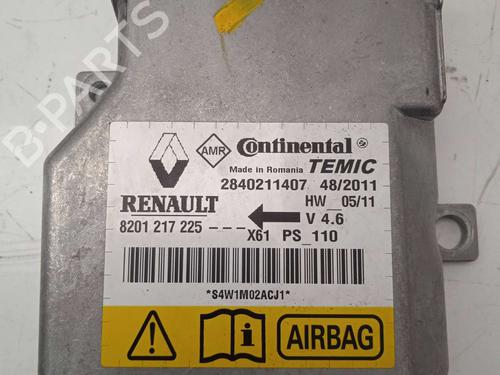 B-PARTS
AMR Continental
Made in Romania TEMIC
2840211407 48/2011
HW__05/11
RENAULT V 4.6
8201 217 225 --- X61 PS_110
*S4W1M02ACJ1*
AIRBAG